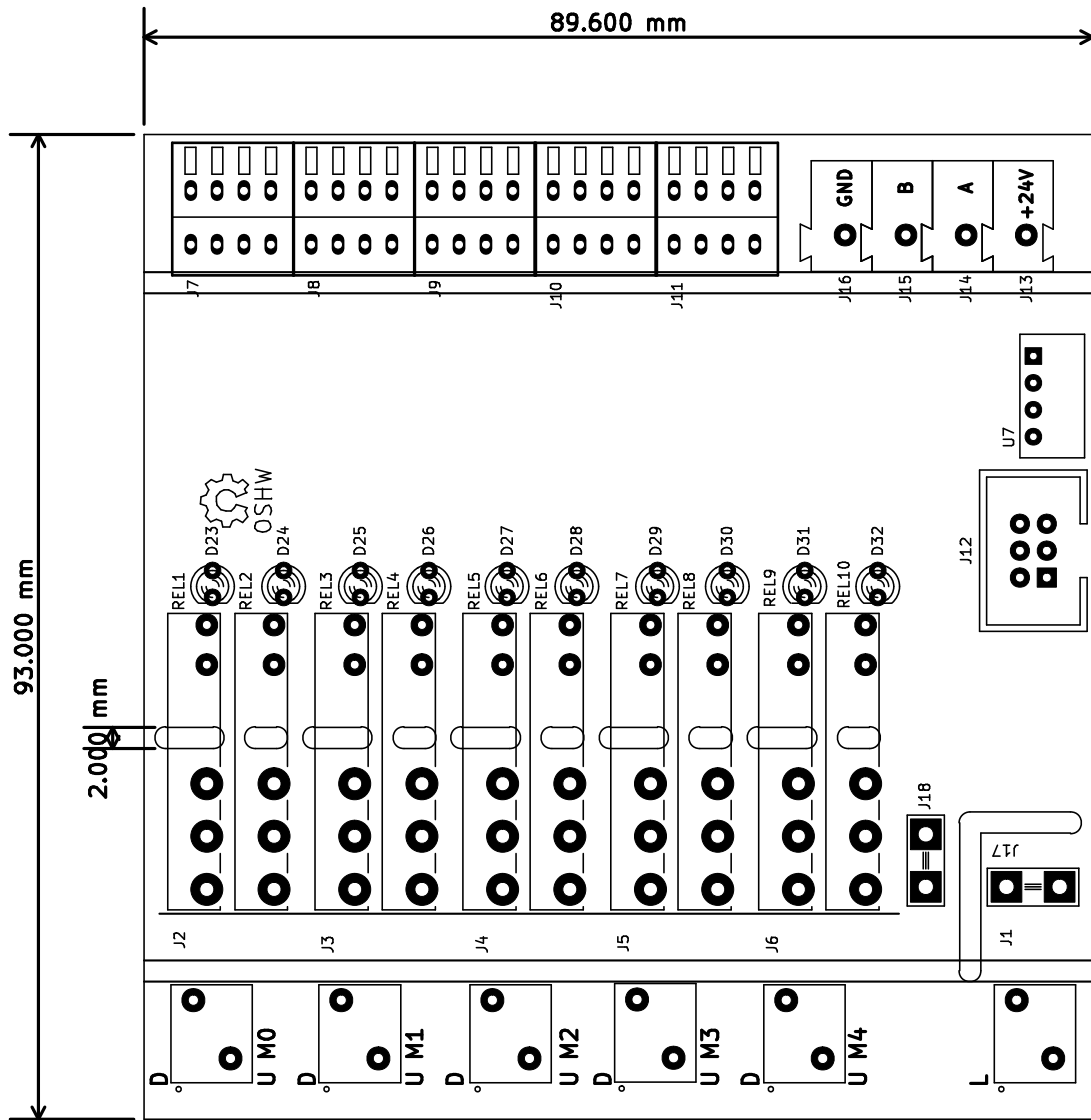 89.600 mm
GND
B
A
+24V
J7
J8
J9
J10
J11
J16
J15
J14
J13
U7
93.000 mm
OSHW
J12
D23
D24
D25
D26
D27
D28
D29
D30
D31
D32
REL1
REL2
REL3
REL4
REL5
REL6
REL7
REL8
REL9
REL10
2.000 mm
J18
J17
J2
J3
J4
J5
J6
J1
D
U M0
D
U M1
D
U M2
D
U M3
D
U M4
L